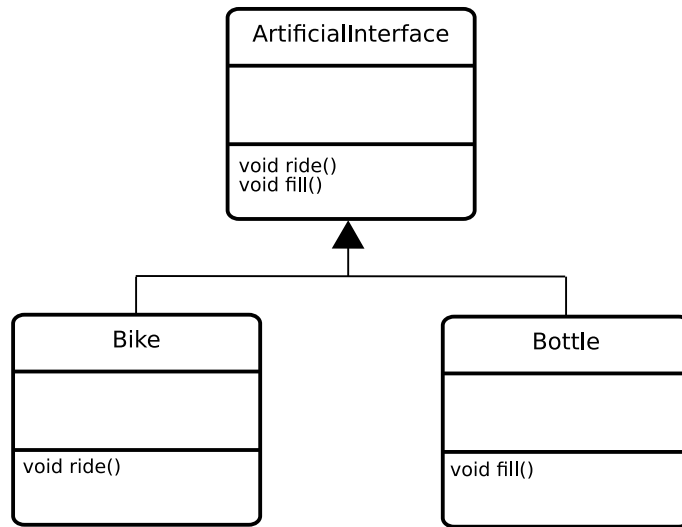 ArtificialInterface
void ride()
void fill()
Bike
void ride()
Bottle
void fill()